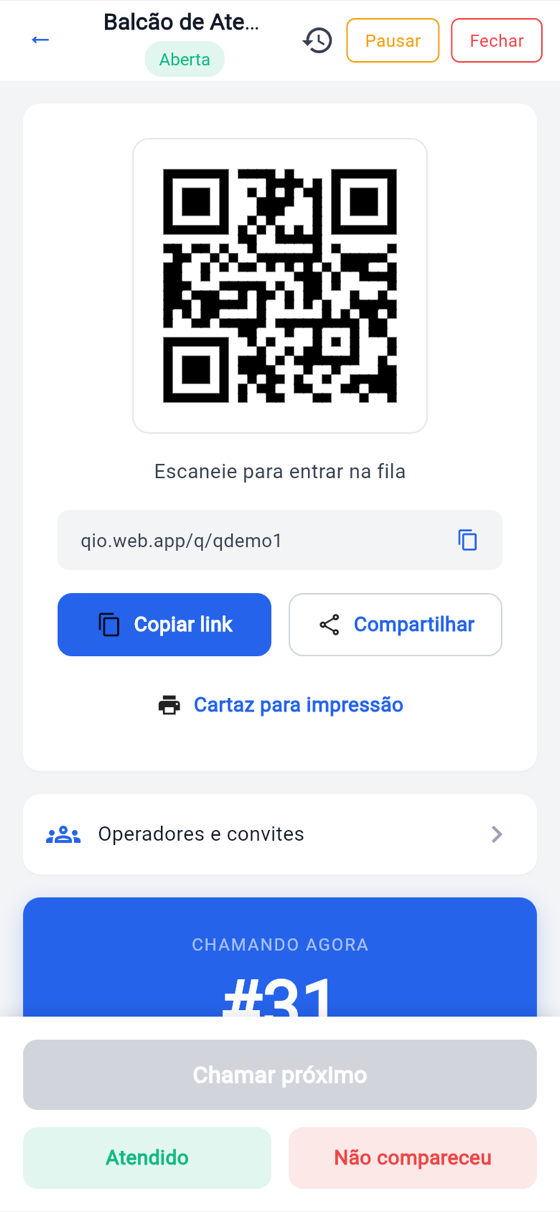 ←
Balcão de Ate...
Aberta
Pausar
Fechar
Escaneie para entrar na fila
qio.web.app/q/qdemo1
Copiar link
Compartilhar
Cartaz para impressão
Operadores e convites
CHAMANDO AGORA
#31
Chamar próximo
Atendido
Não compareceu